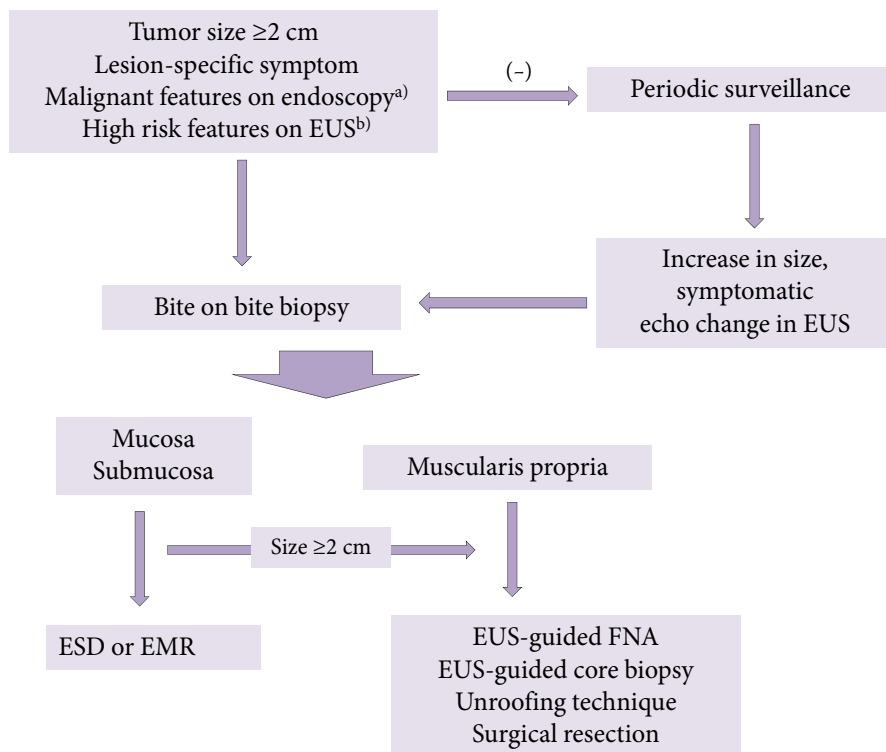 Tumor size ≥2 cm
Lesion-specific symptom
Malignant features on endoscopyᵃ⁾
High risk features on EUSᵇ⁾
(–)
Periodic surveillance
Increase in size,
symptomatic
echo change in EUS
Bite on bite biopsy
Mucosa
Submucosa
Muscularis propria
Size ≥2 cm
ESD or EMR
EUS-guided FNA
EUS-guided core biopsy
Unroofing technique
Surgical resection